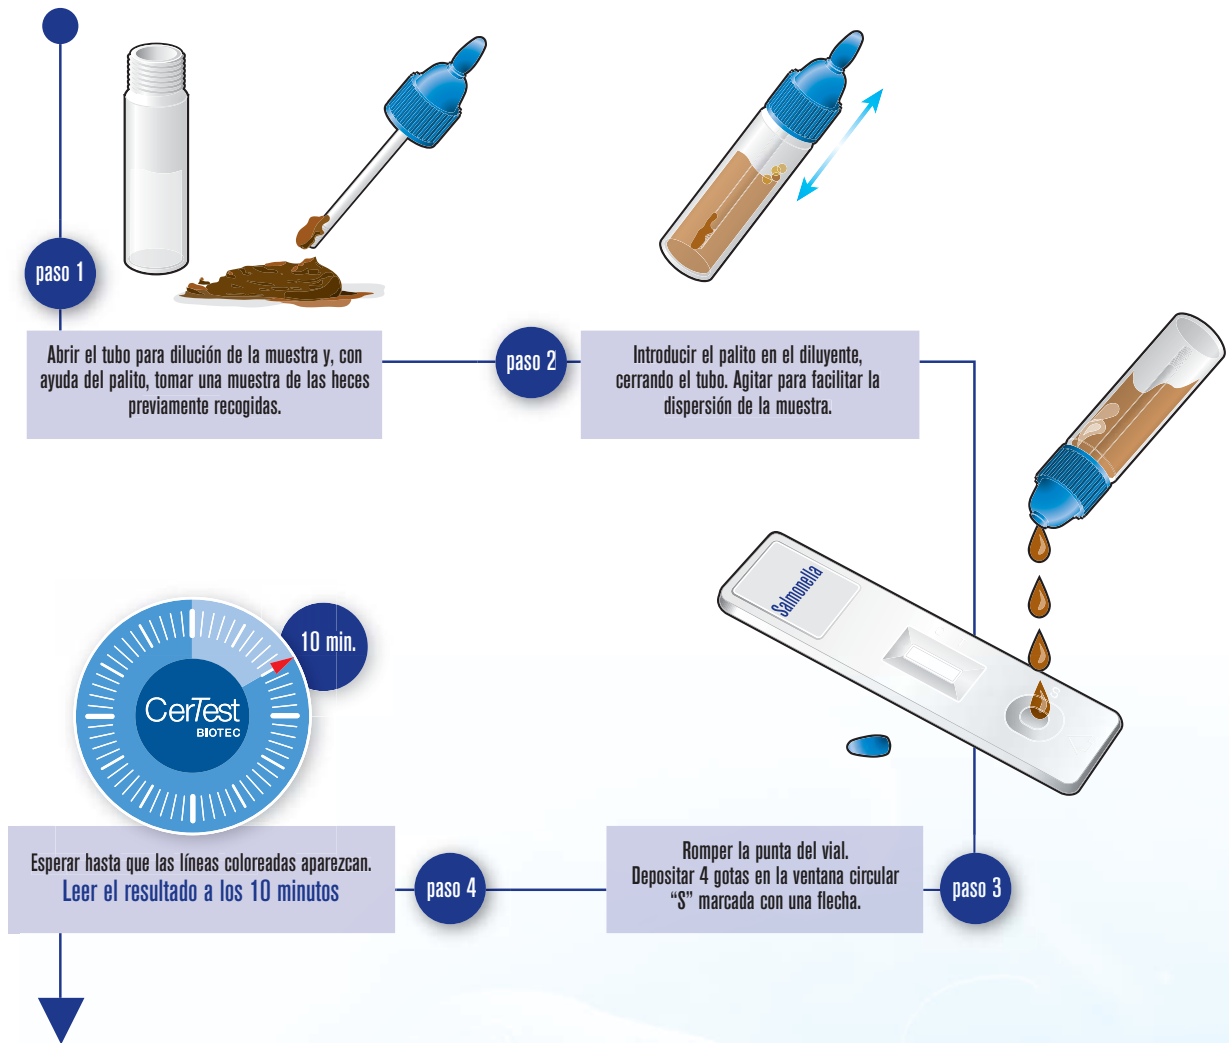 paso 1
Abrir el tubo para dilución de la muestra y, con
ayuda del palito, tomar una muestra de las heces
previamente recogidas.
paso 2
Introducir el palito en el diluyente,
cerrando el tubo. Agitar para facilitar la
dispersión de la muestra.
Salmonella
S
paso 3
Romper la punta del vial.
Depositar 4 gotas en la ventana circular
“S” marcada con una flecha.
10 min.
CerTest
BIOTEC
paso 4
Esperar hasta que las líneas coloreadas aparezcan.
Leer el resultado a los 10 minutos